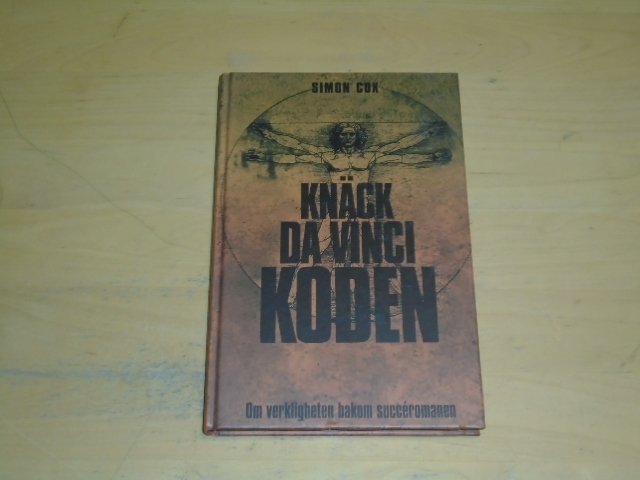 SIMON COX
KNÄCK
DA VINCI
KODEN
Om verkligheten bakom succéromanen